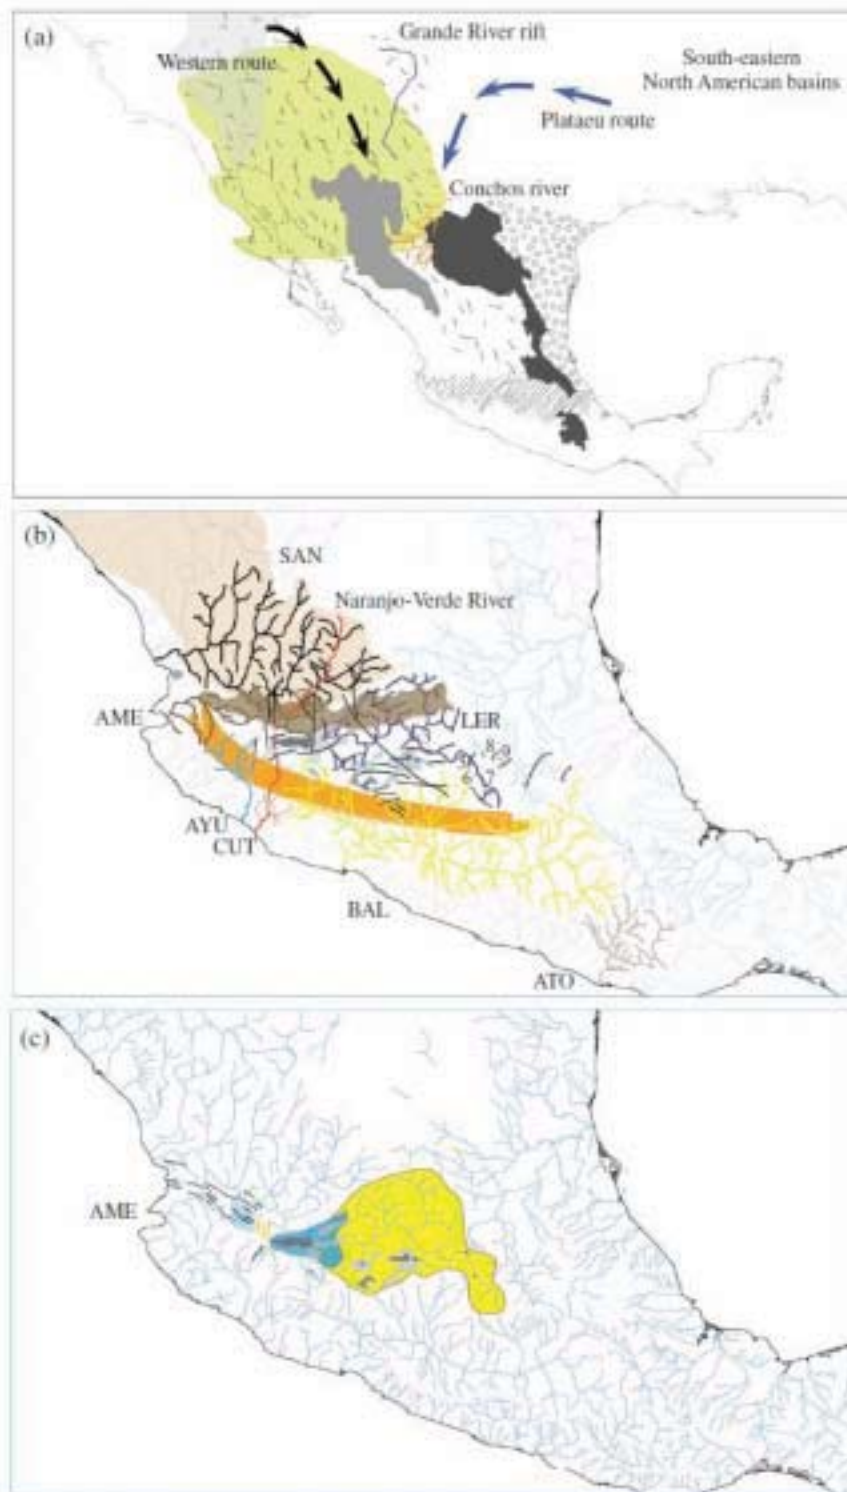 (a)
Grande River rift
Western route
South-eastern
North American basins
Plataeu route
Conchos river
(b)
SAN
Naranjo-Verde River
AME
LER
AYU
CUT
BAL
ATO
(c)
AME